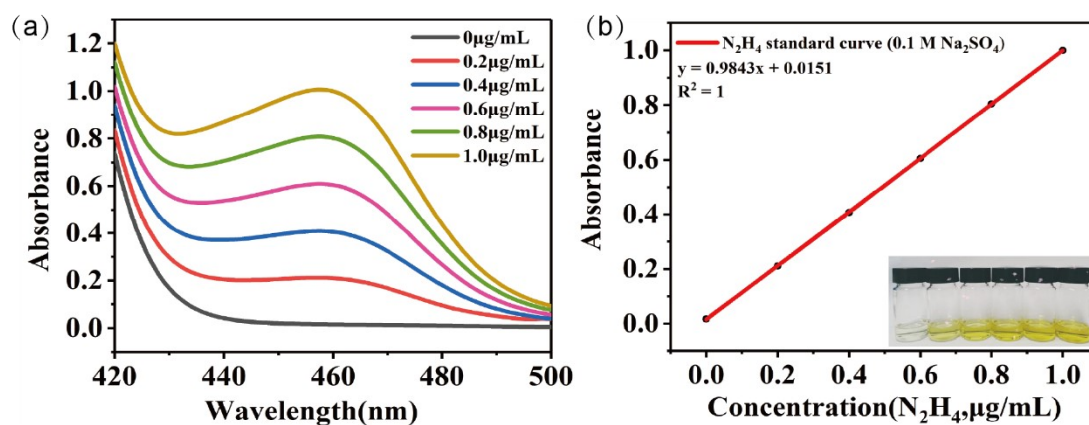 (a)
1.2
1.0
0.8
0.6
0.4
0.2
0.0
Absorbance
0μg/mL
0.2μg/mL
0.4μg/mL
0.6μg/mL
0.8μg/mL
1.0μg/mL
420
440
460
480
500
Wavelength(nm)
(b)
1.0
0.8
0.6
0.4
0.2
0.0
Absorbance
N₂H₄ standard curve (0.1 M Na₂SO₄)
y = 0.9843x + 0.0151
R² = 1
0.0
0.2
0.4
0.6
0.8
1.0
Concentration(N₂H₄,μg/mL)